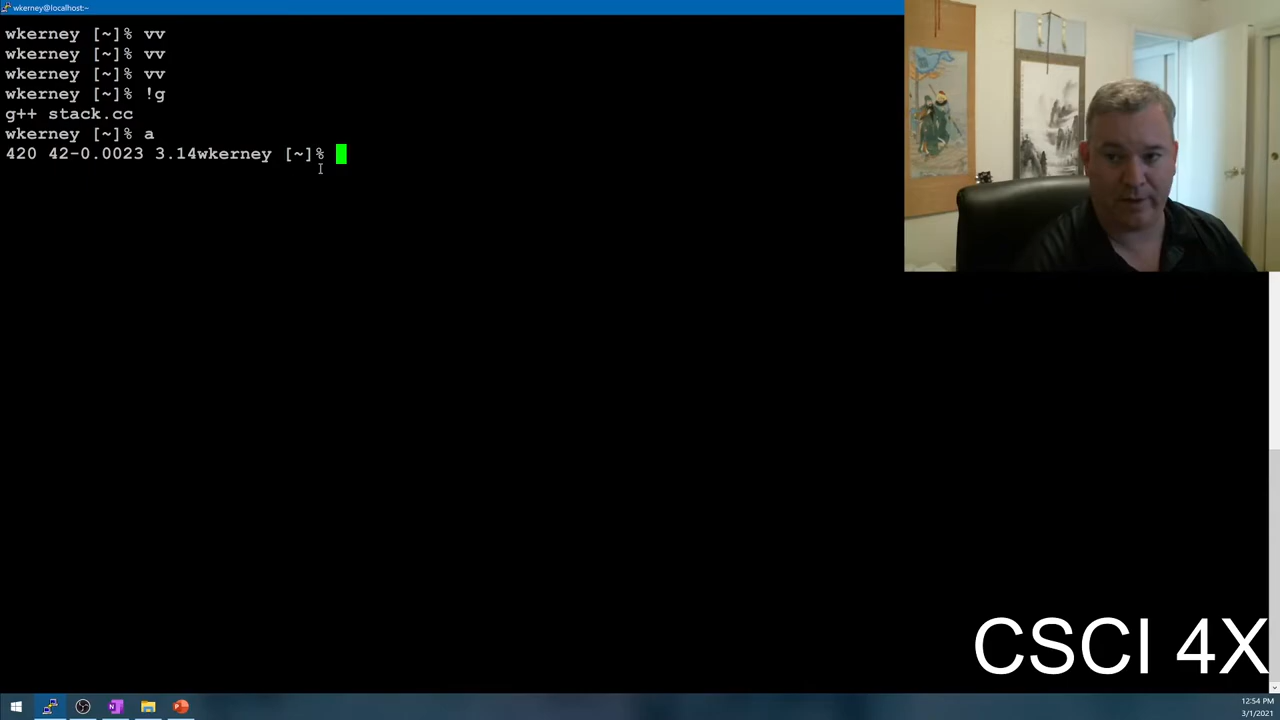 wkerney@localhost:~
wkerney [~]% vv
wkerney [~]% vv
wkerney [~]% vv
wkerney [~]% !g
g++ stack.cc
wkerney [~]% a
420 42-0.0023 3.14wkerney [~]%
CSCI 4X
12:54 PM
3/1/2021